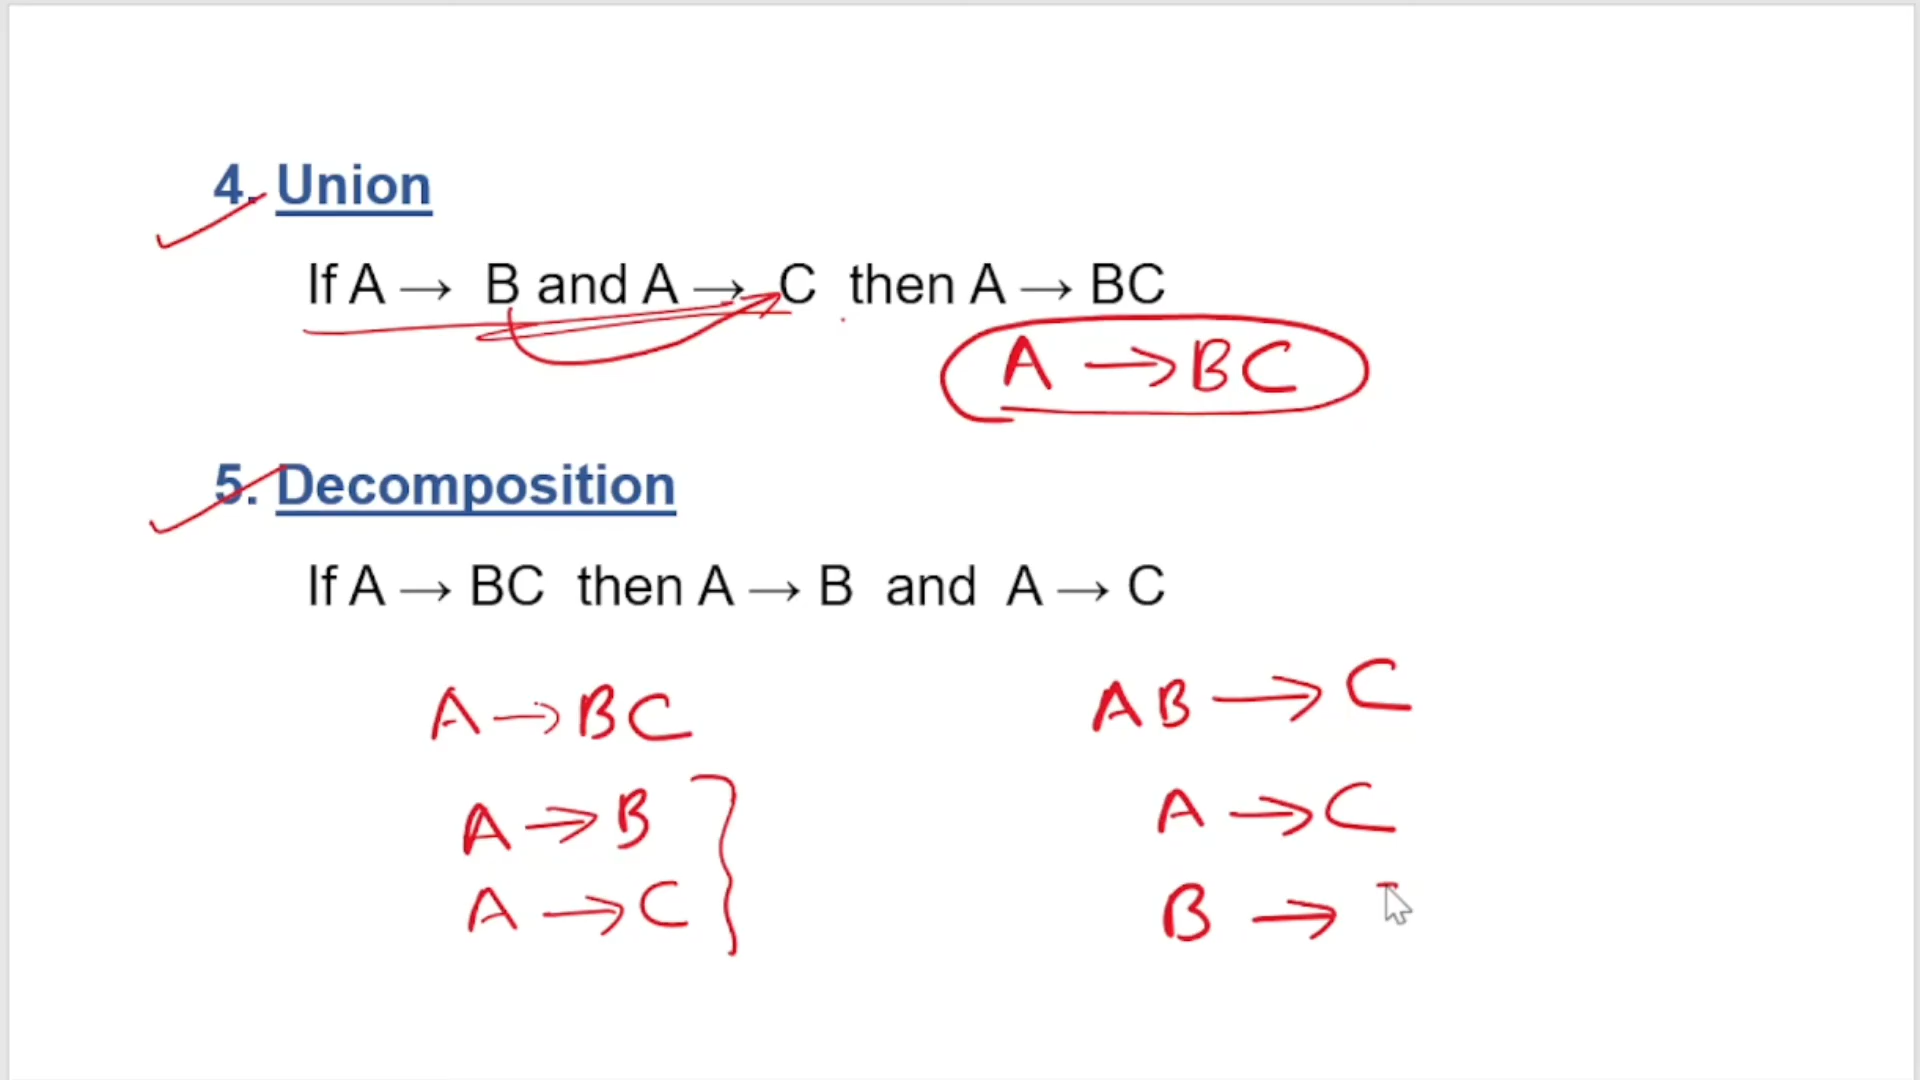 4. Union
If A → B and A → C then A → BC
A → BC
5. Decomposition
If A → BC then A → B and A → C
A → BC
A → B
A → C
AB → C
A → C
B →